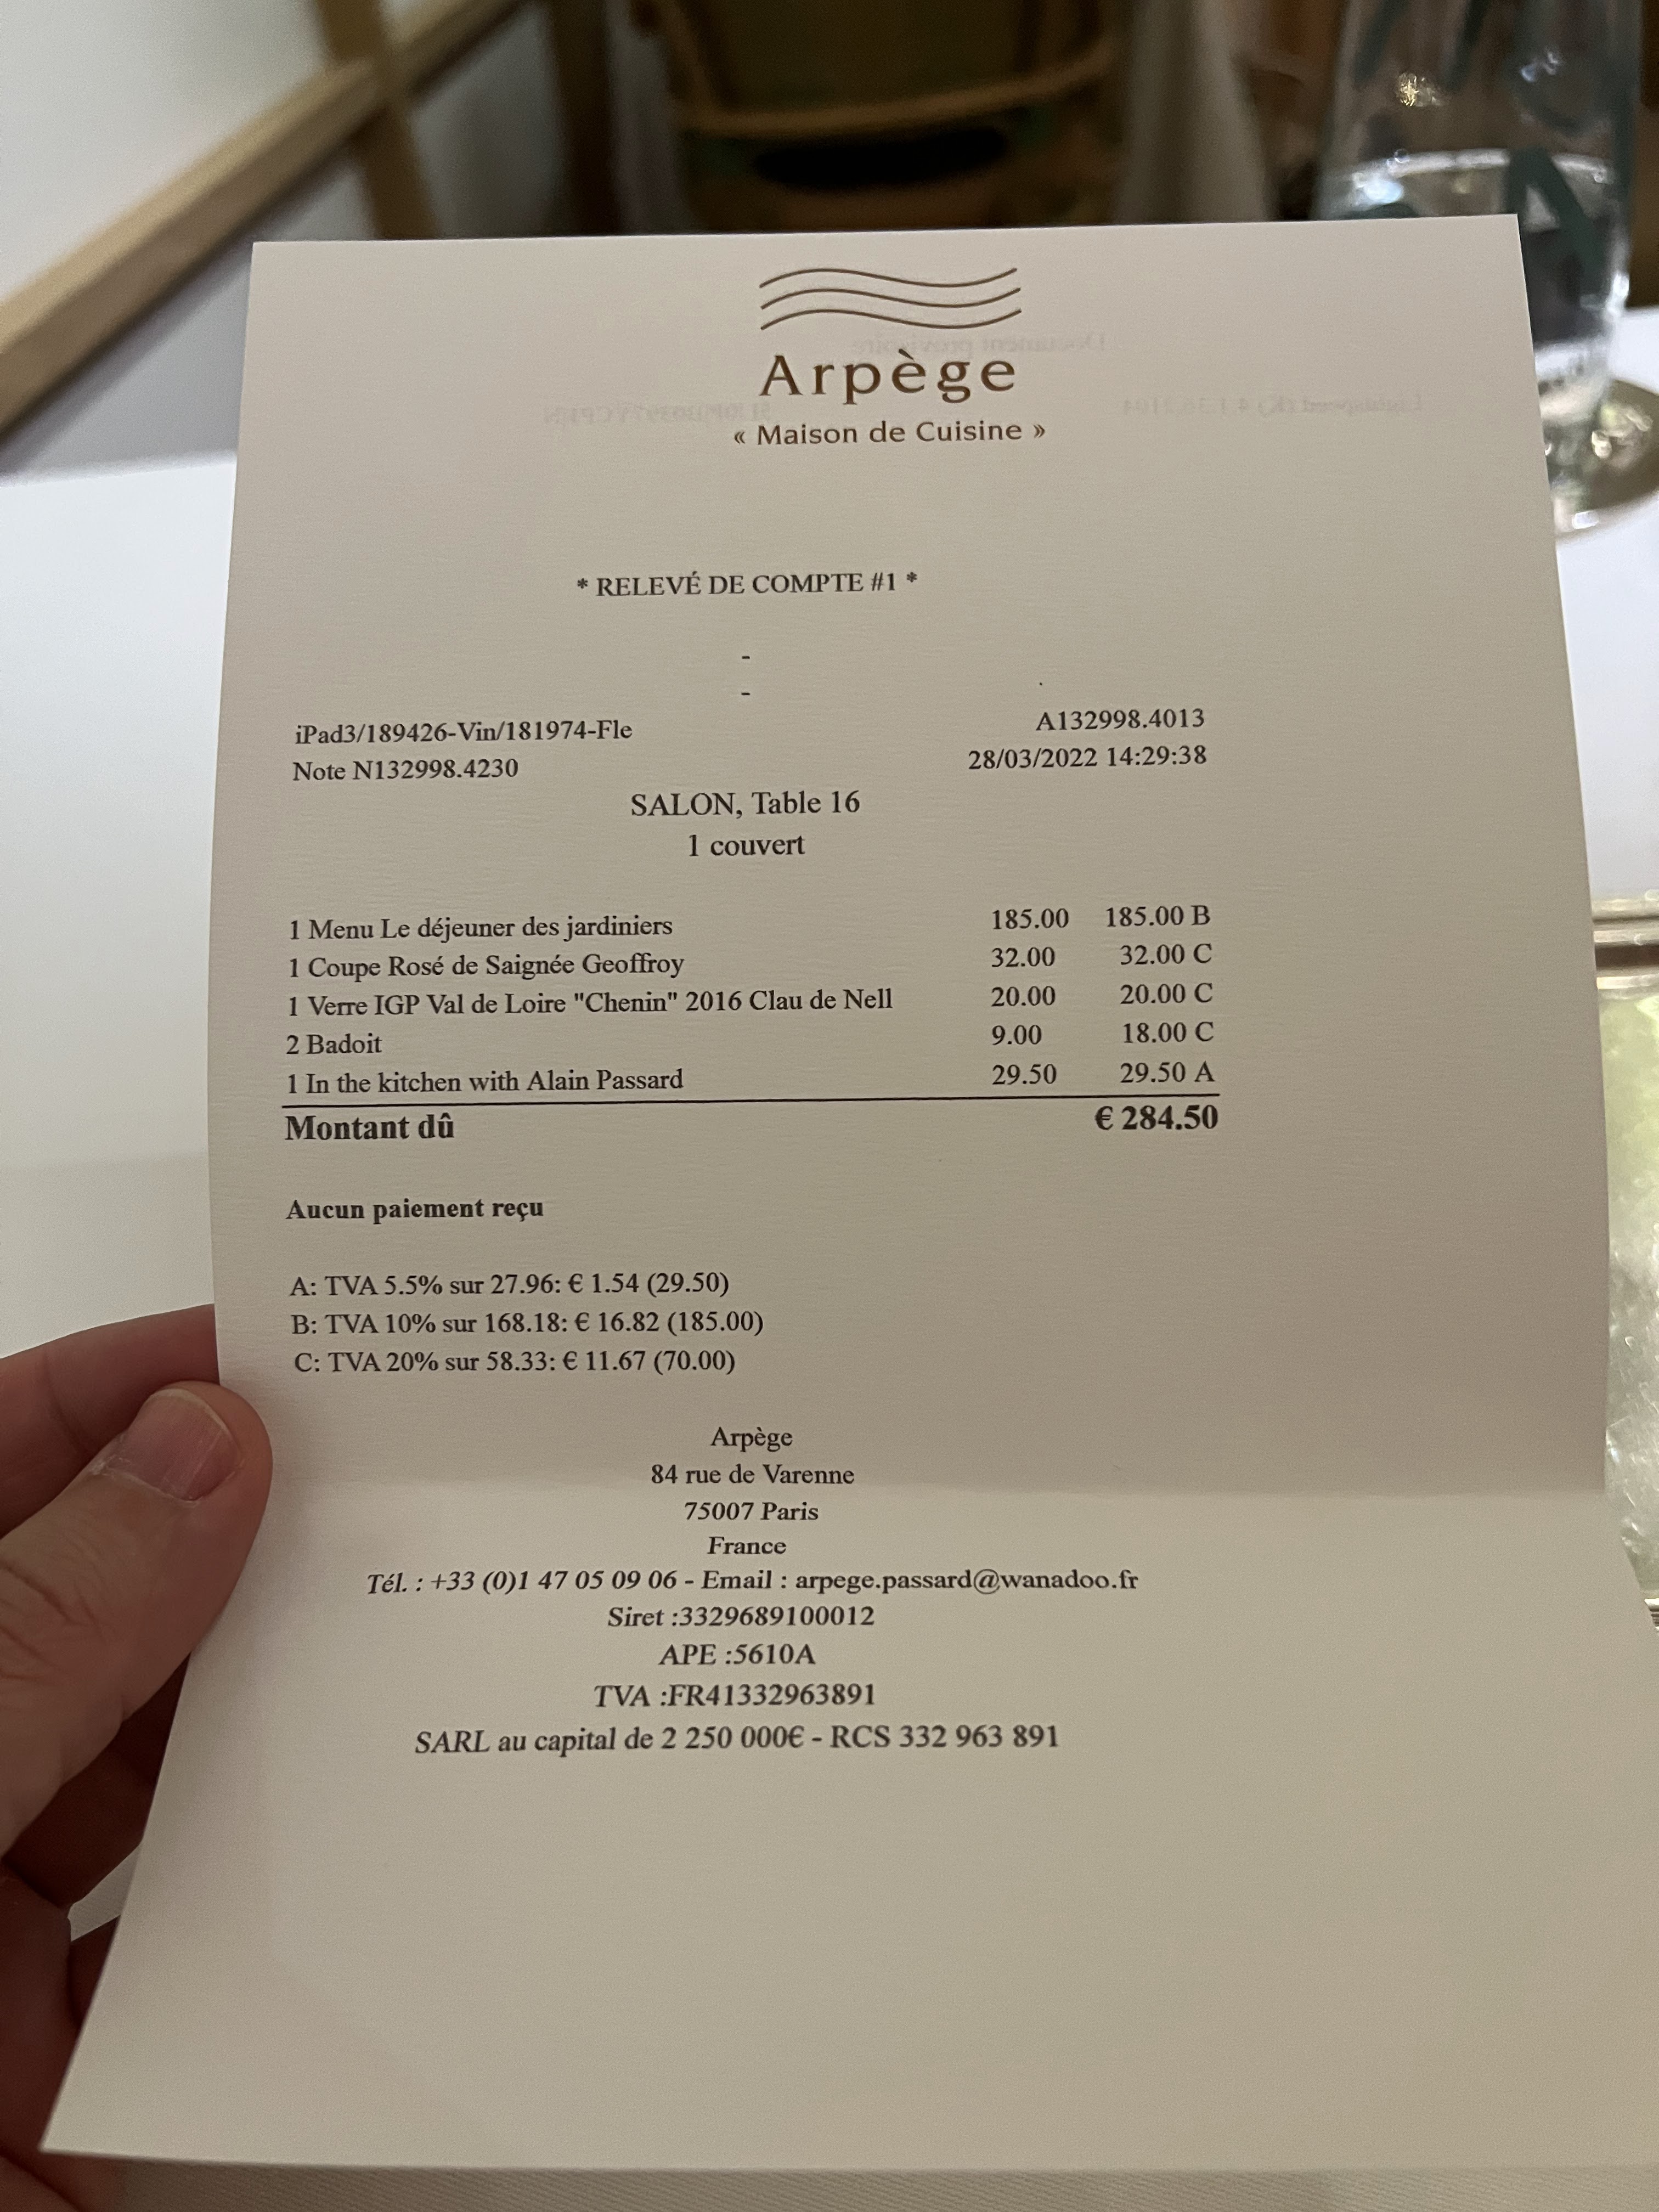 Arpège
« Maison de Cuisine »
* RELEVÉ DE COMPTE #1 *
-
-
iPad3/189426-Vin/181974-Fle A132998.4013
Note N132998.4230 28/03/2022 14:29:38
SALON, Table 16
1 couvert
1 Menu Le déjeuner des jardiniers 185.00 185.00 B
1 Coupe Rosé de Saignée Geoffroy 32.00 32.00 C
1 Verre IGP Val de Loire "Chenin" 2016 Clau de Nell 20.00 20.00 C
2 Badoit 9.00 18.00 C
1 In the kitchen with Alain Passard 29.50 29.50 A
Montant dû € 284.50
Aucun paiement reçu
A: TVA 5.5% sur 27.96: € 1.54 (29.50)
B: TVA 10% sur 168.18: € 16.82 (185.00)
C: TVA 20% sur 58.33: € 11.67 (70.00)
Arpège
84 rue de Varenne
75007 Paris
France
Tél. : +33 (0)1 47 05 09 06 - Email : arpege.passard@wanadoo.fr
Siret :3329689100012
APE :5610A
TVA :FR41332963891
SARL au capital de 2 250 000€ - RCS 332 963 891